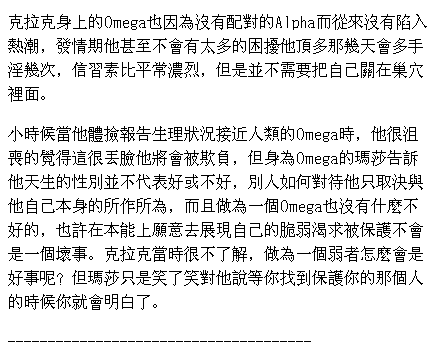 克拉克身上的Omega也因為沒有配對的Alpha而從來沒有陷入
熱潮，發情期他甚至不會有太多的困擾他頂多那幾天會多手
淫幾次，信習素比平常濃烈，但是並不需要把自己關在巢穴
裡面。
小時候當他體撿報告生理狀況接近人類的Omega時，他很沮
喪的覺得這很丟臉他將會被欺負，但身為Omega的瑪莎告訴
他天生的性別並不代表好或不好，別人如何對待他只取決與
他自己本身的所作所為，而且做為一個Omega也沒有什麼不
好的，也許在本能上願意去展現自己的脆弱渴求被保護不會
是一個壞事。克拉克當時很不了解，做為一個弱者怎麼會是
好事呢？但瑪莎只是笑了笑對他說等你找到保護你的那個人
的時候你就會明白了。
--------------------------------------